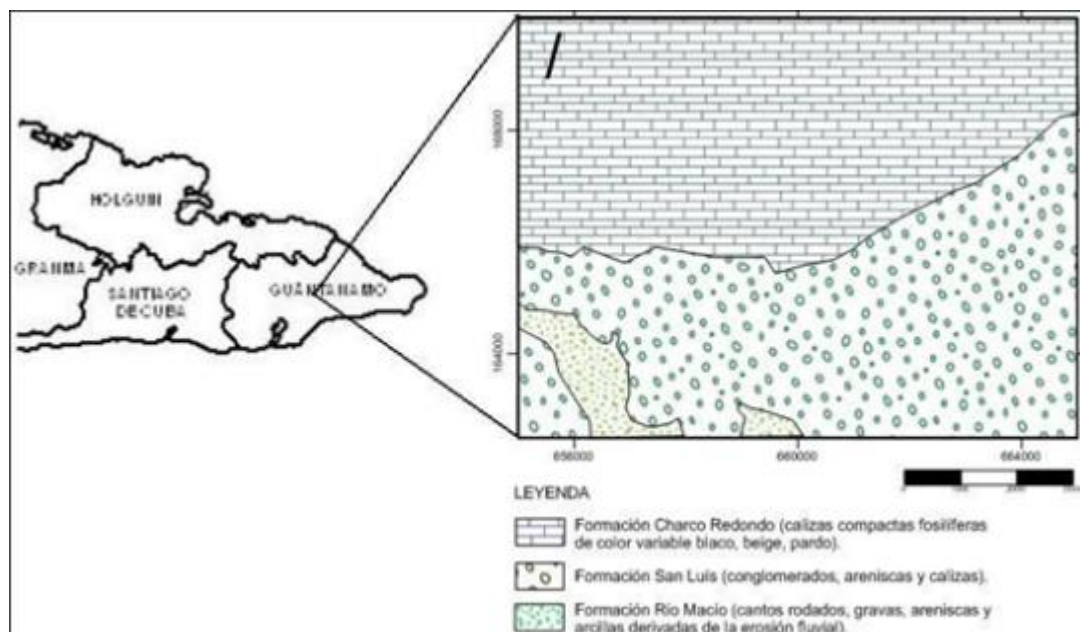 HOLGUIN
GRANMA
SANTIAGO
DE CUBA
GUANTANAMO
168000
164000
656000
660000
664000
LEYENDA
Formación Charco Redondo (calizas compactas fosilíferas
de color variable blaco, beige, pardo).
Formación San Luis (conglomerados, areniscas y calizas).
Formación Río Macio (cantos rodados, gravas, areniscas y
arcillas derivadas de la erosión fluvial).